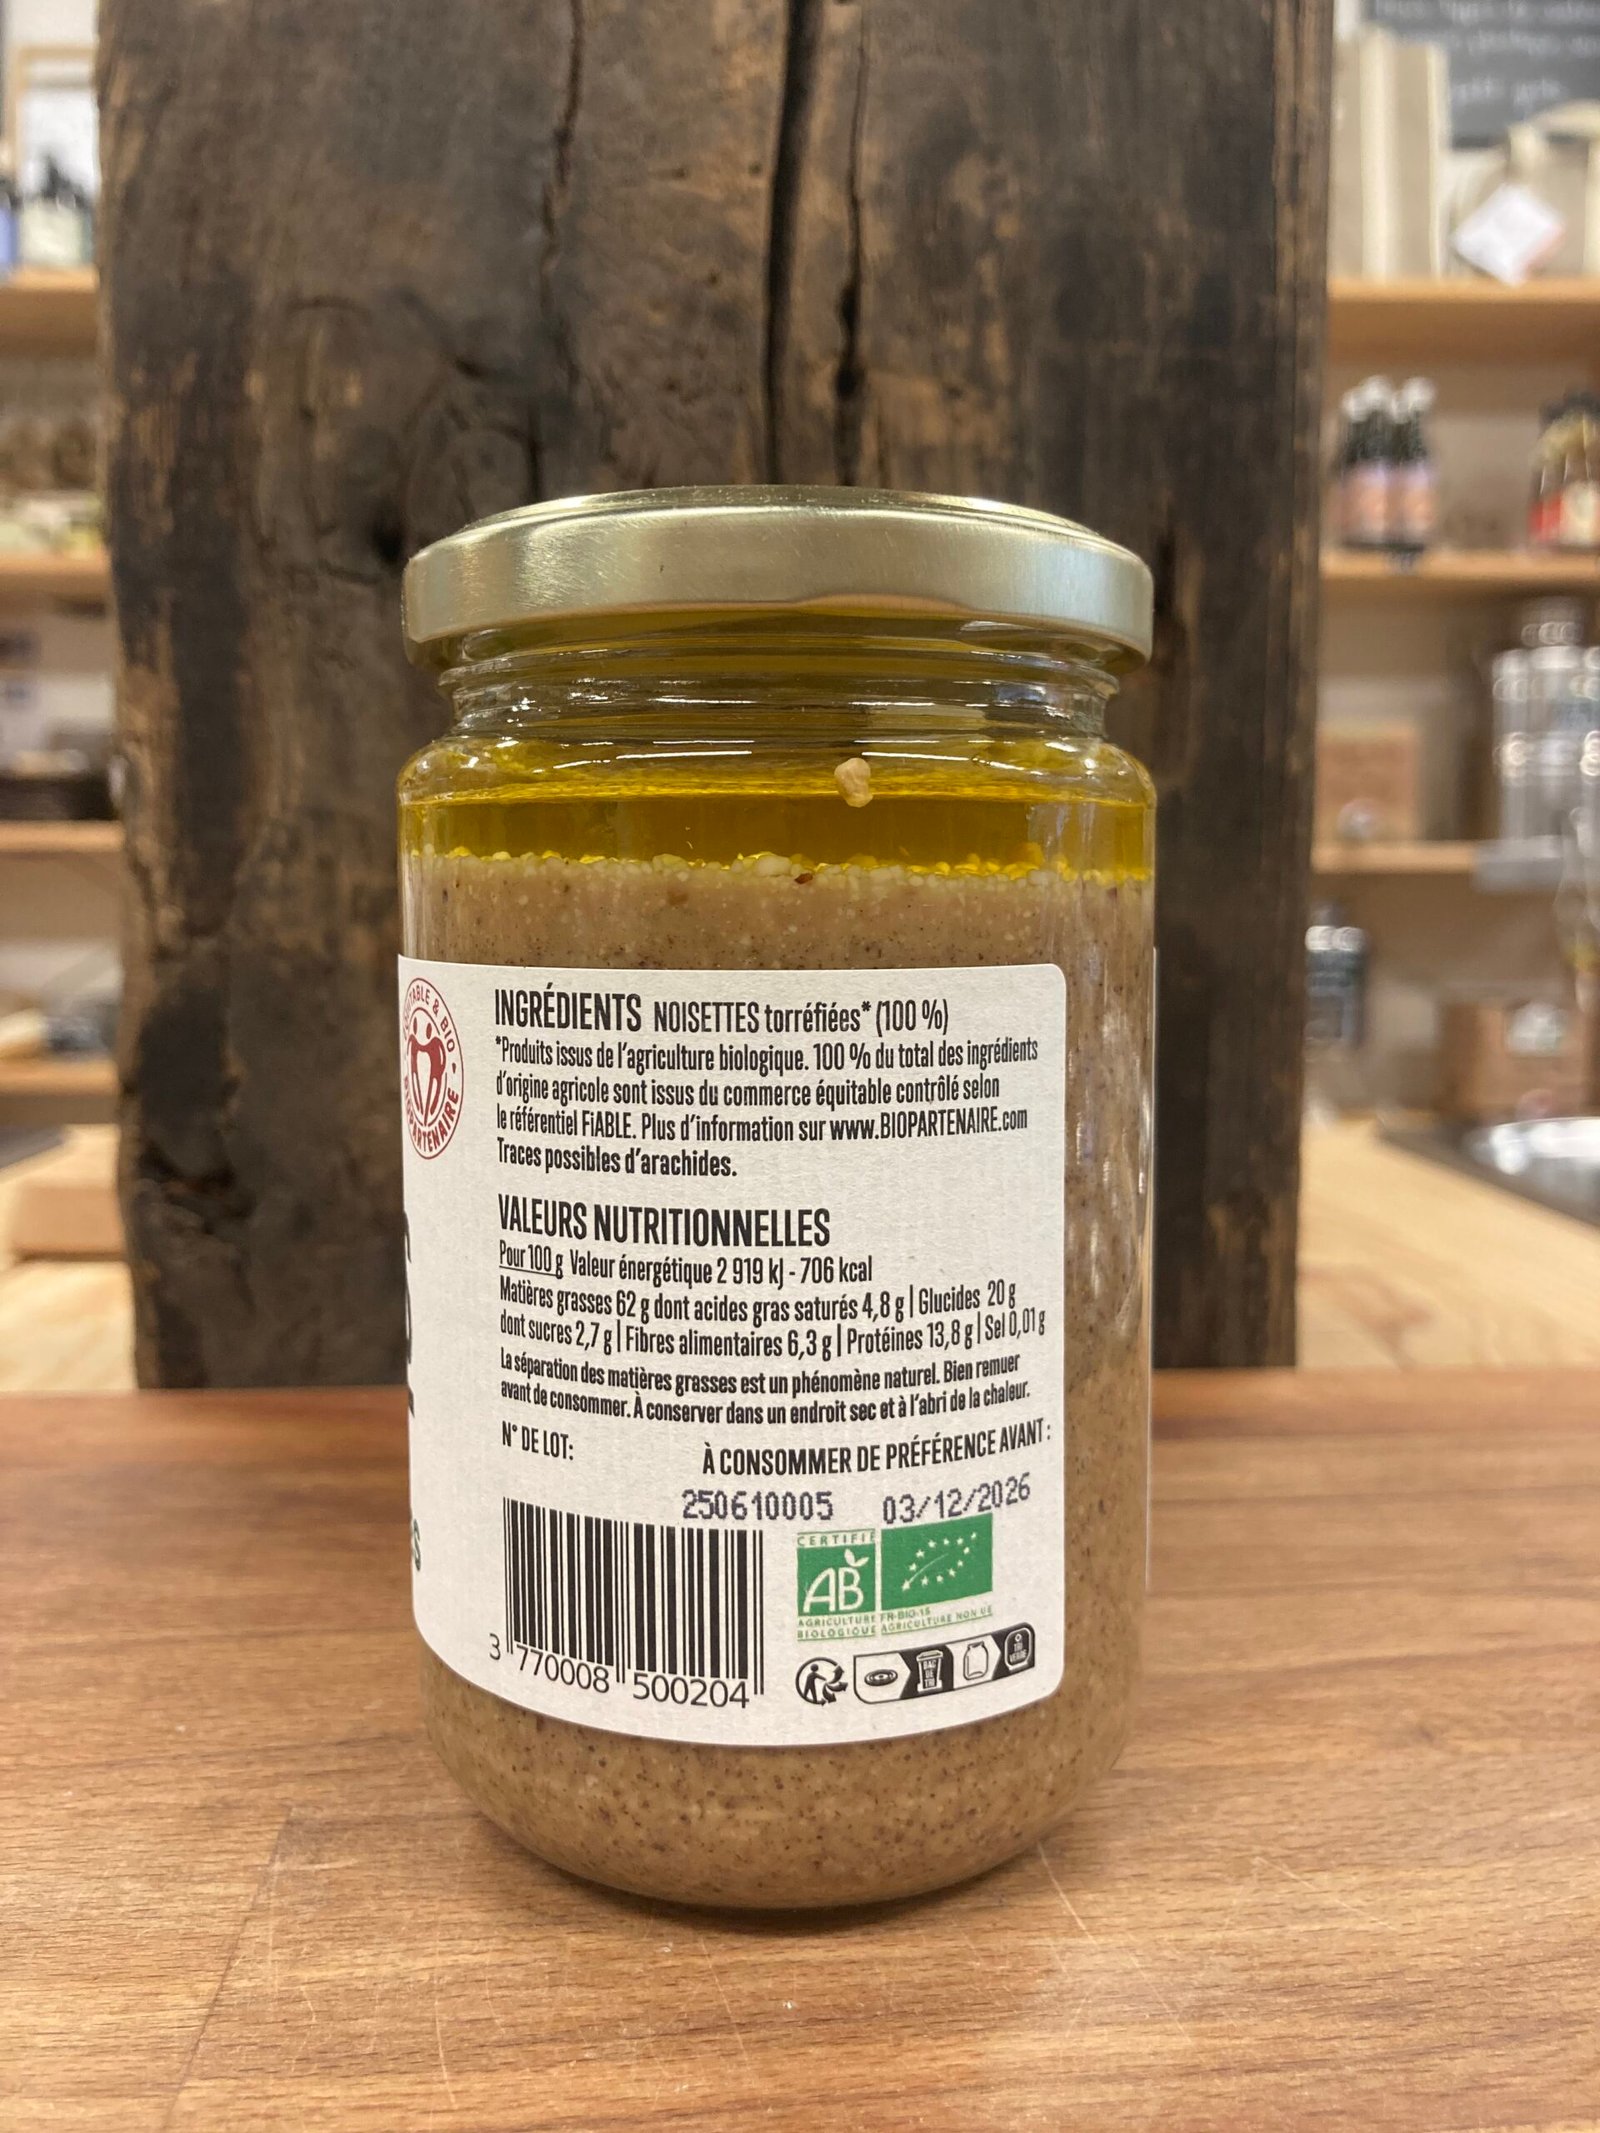 INGRÉDIENTS NOISETTES torréfiées* (100 %)
*Produits issus de l'agriculture biologique. 100 % du total des ingrédients
d'origine agricole sont issus du commerce équitable contrôlé selon
le référentiel FiABLE. Plus d'information sur www.BIOPARTENAIRE.com
Traces possibles d'arachides.
VALEURS NUTRITIONNELLES
Pour 100 g Valeur énergétique 2 919 kJ - 706 kcal
Matières grasses 62 g dont acides gras saturés 4,8 g | Glucides 20 g
dont sucres 2,7 g | Fibres alimentaires 6,3 g | Protéines 13,8 g | Sel 0,01 g
La séparation des matières grasses est un phénomène naturel. Bien remuer
avant de consommer. À conserver dans un endroit sec et à l'abri de la chaleur.
N° DE LOT:
À CONSOMMER DE PRÉFÉRENCE AVANT :
250610005 03/12/2026
CERTIFIÉ
AB
AGRICULTURE
BIOLOGIQUE
FR-BIO-15
AGRICULTURE NON UE
3 770008 500204
BAC
DE
TRI
TRI
VERRE
& BIO
BIOPARTENAIRE